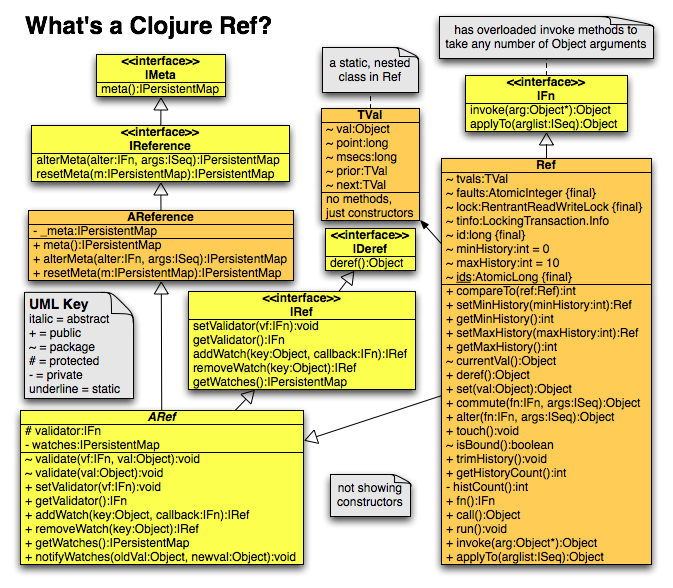 What's a Clojure Ref?
<<interface>>
IMeta
meta():IPersistentMap
<<interface>>
IReference
alterMeta(alter:IFn, args:ISeq):IPersistentMap
resetMeta(m:IPersistentMap):IPersistentMap
AReference
- _meta:IPersistentMap
+ meta():IPersistentMap
+ alterMeta(alter:IFn, args:ISeq):IPersistentMap
+ resetMeta(m:IPersistentMap):IPersistentMap
UML Key
italic = abstract
+ = public
~ = package
# = protected
- = private
underline = static
a static, nested
class in Ref
TVal
~ val:Object
~ point:long
~ msecs:long
~ prior:TVal
~ next:TVal
no methods,
just constructors
<<interface>>
IDeref
deref():Object
<<interface>>
IRef
setValidator(vf:IFn):void
getValidator():IFn
addWatch(key:Object, callback:IFn):IRef
removeWatch(key:Object):IRef
getWatches():IPersistentMap
ARef
# validator:IFn
- watches:IPersistentMap
~ validate(vf:IFn, val:Object):void
~ validate(val:Object):void
+ setValidator(vf:IFn):void
+ getValidator():IFn
+ addWatch(key:Object, callback:IFn):IRef
+ removeWatch(key:Object):IRef
+ getWatches():IPersistentMap
+ notifyWatches(oldVal:Object, newval:Object):void
not showing
constructors
has overloaded invoke methods to
take any number of Object arguments
<<interface>>
IFn
invoke(arg:Object*):Object
applyTo(arglist:ISeq):Object
Ref
~ tvals:TVal
~ faults:AtomicInteger {final}
~ lock:RentrantReadWriteLock {final}
~ tinfo:LockingTransaction.Info
~ id:long {final}
~ minHistory:int = 0
~ maxHistory:int = 10
~ ids:AtomicLong {final}
+ compareTo(ref:Ref):int
+ setMinHistory(minHistory:int):Ref
+ getMinHistory():int
+ setMaxHistory(maxHistory:int):Ref
+ getMaxHistory():int
~ currentVal():Object
+ deref():Object
+ set(val:Object):Object
+ commute(fn:IFn, args:ISeq):Object
+ alter(fn:IFn, args:ISeq):Object
+ touch():void
~ isBound():boolean
+ trimHistory():void
+ getHistoryCount():int
- histCount():int
+ fn():IFn
+ call():Object
+ run():void
+ invoke(arg:Object*):Object
+ applyTo(arglist:ISeq):Object